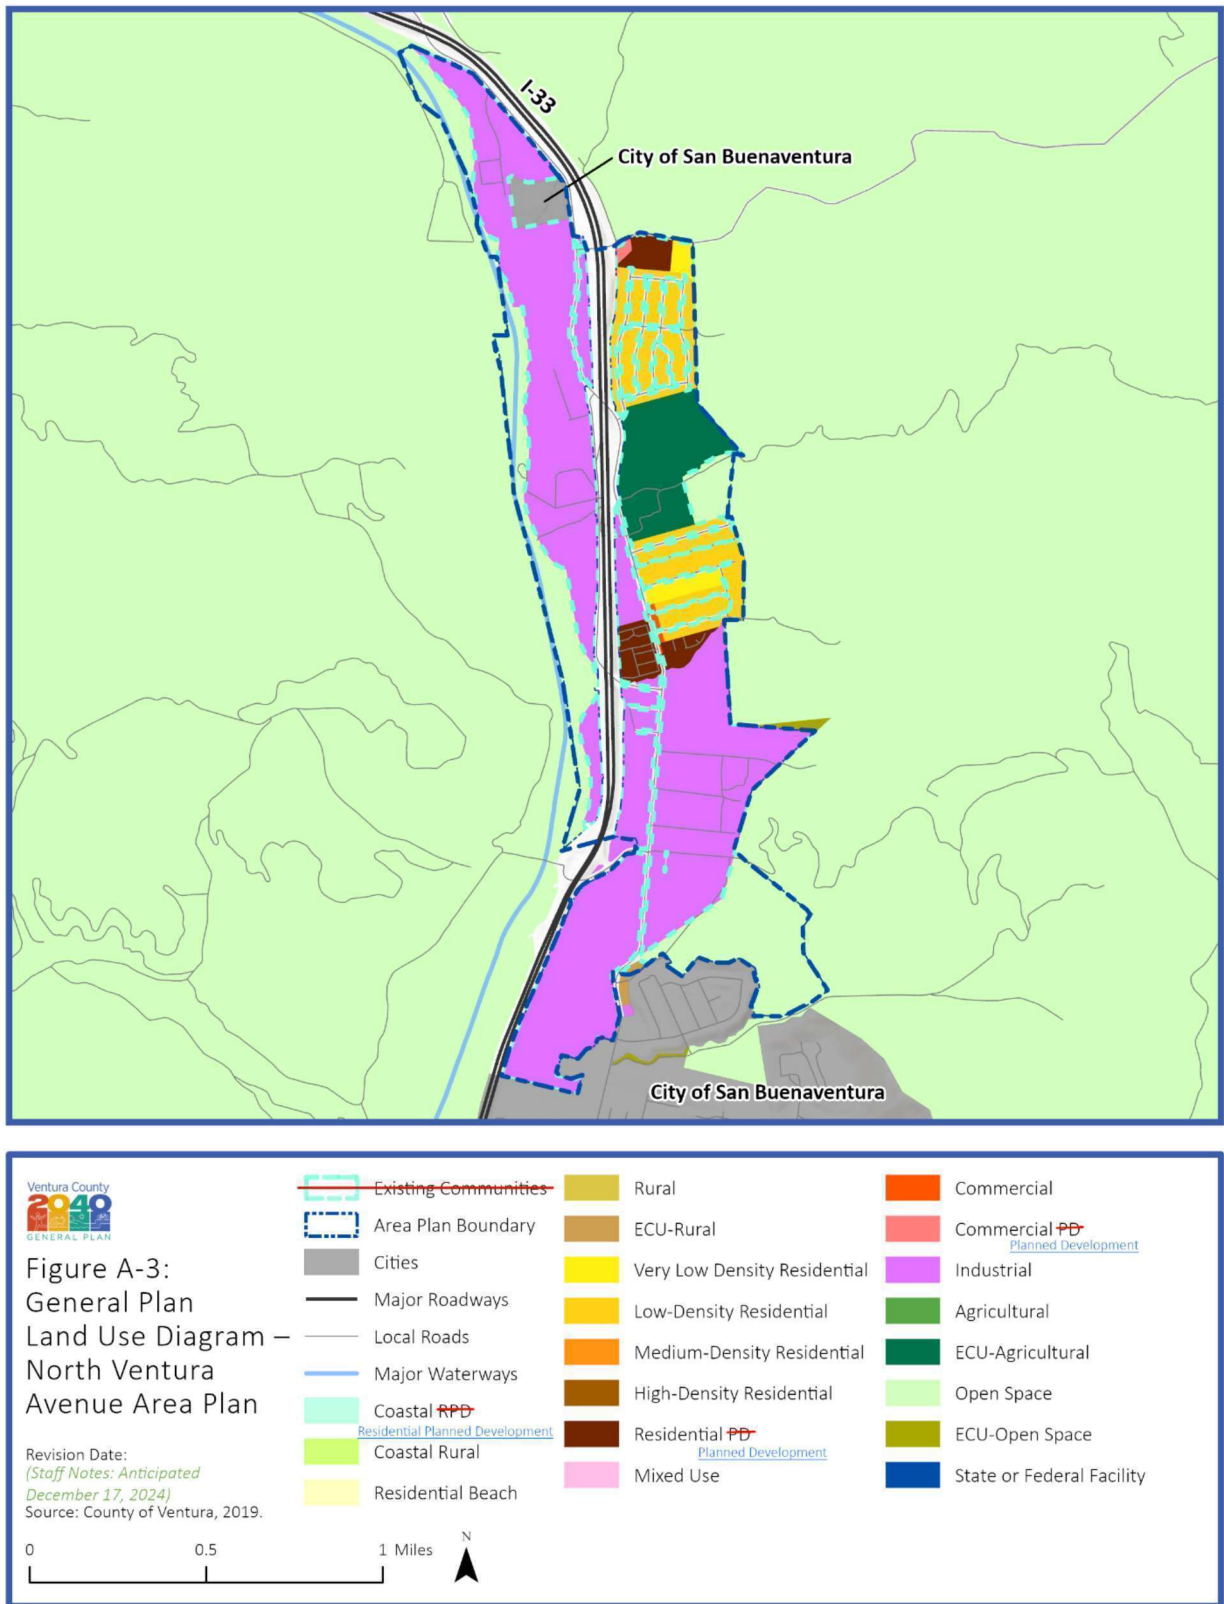 I-33
City of San Buenaventura
City of San Buenaventura
Ventura County
2040
GENERAL PLAN
Figure A-3:
General Plan
Land Use Diagram –
North Ventura
Avenue Area Plan
Revision Date:
(Staff Notes: Anticipated
December 17, 2024)
Source: County of Ventura, 2019.
0 0.5 1 Miles
N
Existing Communities
Area Plan Boundary
Cities
Major Roadways
Local Roads
Major Waterways
Coastal RPD
Residential Planned Development
Coastal Rural
Residential Beach
Rural
ECU-Rural
Very Low Density Residential
Low-Density Residential
Medium-Density Residential
High-Density Residential
Residential PD
Planned Development
Mixed Use
Commercial
Commercial PD
Planned Development
Industrial
Agricultural
ECU-Agricultural
Open Space
ECU-Open Space
State or Federal Facility